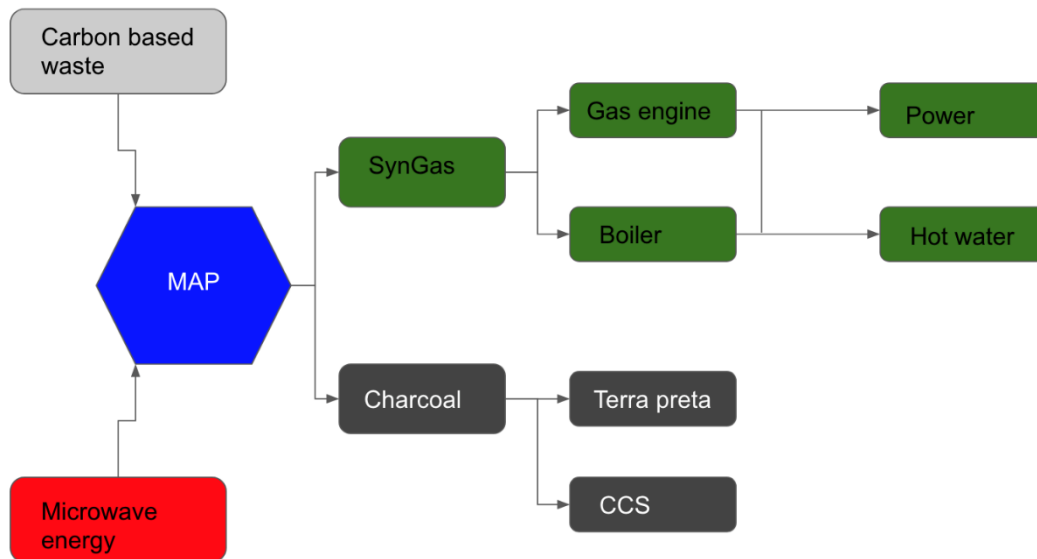 Carbon based
waste
Gas engine
Power
SynGas
Boiler
Hot water
MAP
Charcoal
Terra preta
CCS
Microwave
energy